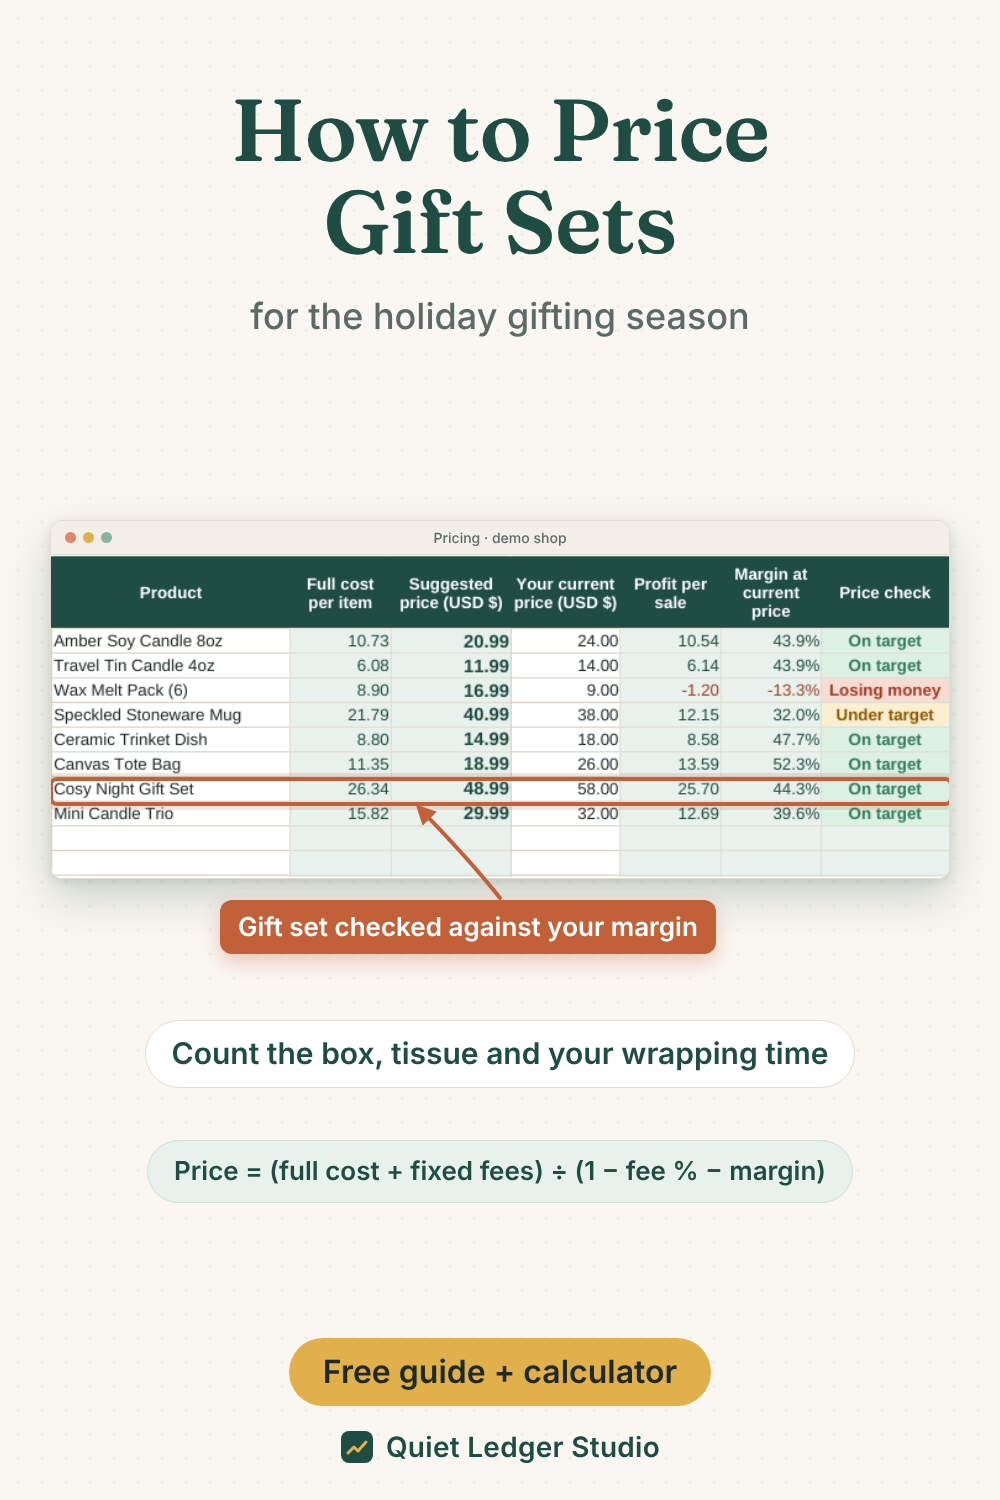 How to Price
Gift Sets
for the holiday gifting season
Pricing · demo shop
Product Full cost per item Suggested price (USD $) Your current price (USD $) Profit per sale Margin at current price Price check
Amber Soy Candle 8oz 10.73 20.99 24.00 10.54 43.9% On target
Travel Tin Candle 4oz 6.08 11.99 14.00 6.14 43.9% On target
Wax Melt Pack (6) 8.90 16.99 9.00 -1.20 -13.3% Losing money
Speckled Stoneware Mug 21.79 40.99 38.00 12.15 32.0% Under target
Ceramic Trinket Dish 8.80 14.99 18.00 8.58 47.7% On target
Canvas Tote Bag 11.35 18.99 26.00 13.59 52.3% On target
Cosy Night Gift Set 26.34 48.99 58.00 25.70 44.3% On target
Mini Candle Trio 15.82 29.99 32.00 12.69 39.6% On target
Gift set checked against your margin
Count the box, tissue and your wrapping time
Price = (full cost + fixed fees) ÷ (1 − fee % − margin)
Free guide + calculator
Quiet Ledger Studio